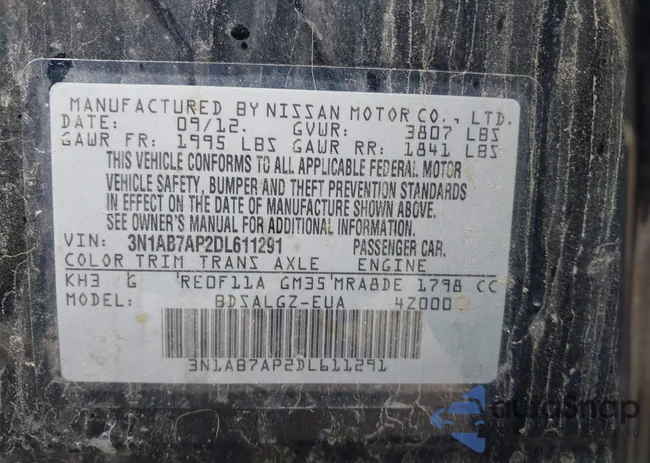 MANUFACTURED BY NISSAN MOTOR CO., LTD.
DATE: 09/12. GVWR: 3807 LBS
GAWR FR: 1995 LBS GAWR RR: 1841 LBS
THIS VEHICLE CONFORMS TO ALL APPLICABLE FEDERAL MOTOR
VEHICLE SAFETY, BUMPER AND THEFT PREVENTION STANDARDS
IN EFFECT ON THE DATE OF MANUFACTURE SHOWN ABOVE.
SEE OWNER'S MANUAL FOR ADDITIONAL INFORMATION.
VIN: 3N1AB7AP2DL611291 PASSENGER CAR.
COLOR TRIM TRANS AXLE ENGINE
KH3 G RE0F11A GM35 MRA8DE 1798 CC
MODEL: BDSALGZ-EUA 4Z000
3N1AB7AP2DL611291
AutoSnap